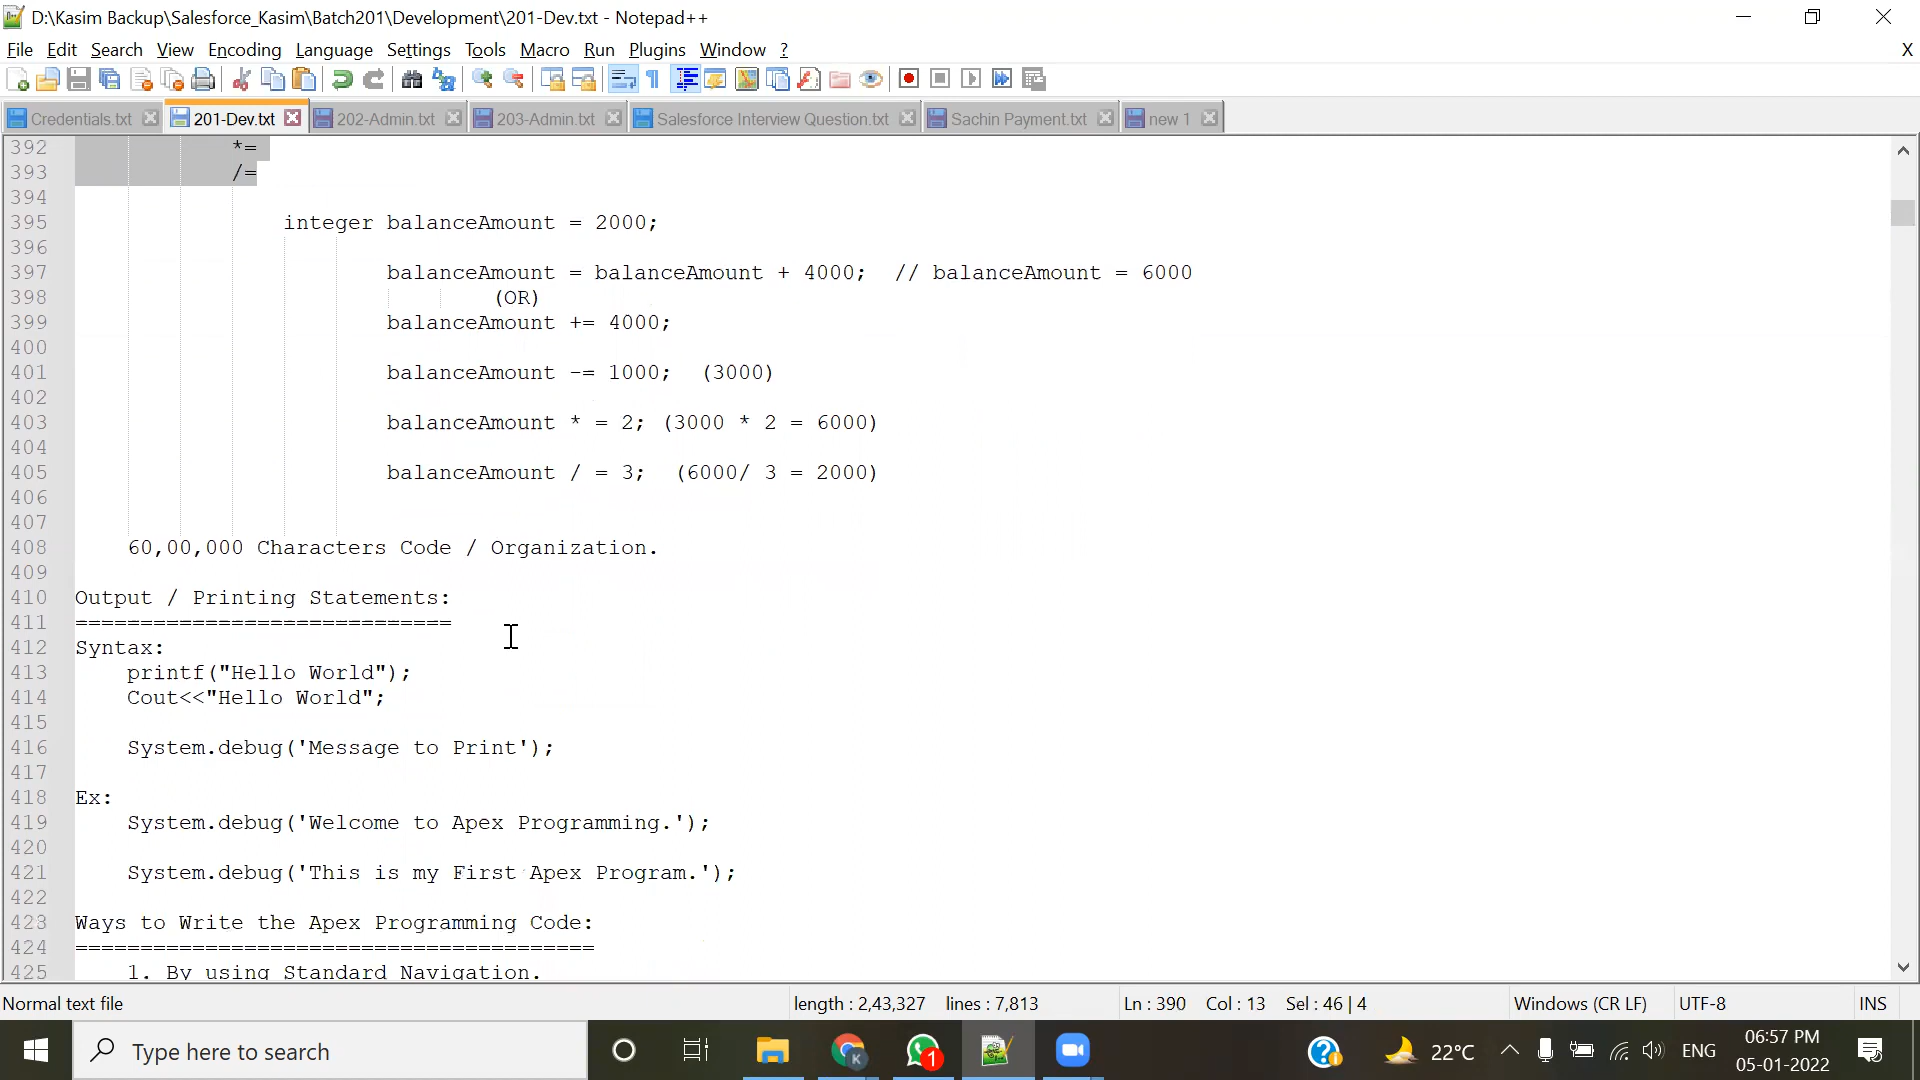 D:\Kasim Backup\Salesforce_Kasim\Batch201\Development\201-Dev.txt - Notepad++
File Edit Search View Encoding Language Settings Tools Macro Run Plugins Window ? X
Credentials.txt 201-Dev.txt 202-Admin.txt 203-Admin.txt Salesforce Interview Question.txt Sachin Payment.txt new 1
392 *=
393 /=
394
395 integer balanceAmount = 2000;
396
397 balanceAmount = balanceAmount + 4000; // balanceAmount = 6000
398 (OR)
399 balanceAmount += 4000;
400
401 balanceAmount -= 1000; (3000)
402
403 balanceAmount * = 2; (3000 * 2 = 6000)
404
405 balanceAmount / = 3; (6000/ 3 = 2000)
406
407
408 60,00,000 Characters Code / Organization.
409
410 Output / Printing Statements:
411 =============================
412 Syntax:
413 printf("Hello World");
414 Cout<<"Hello World";
415
416 System.debug('Message to Print');
417
418 Ex:
419 System.debug('Welcome to Apex Programming.');
420
421 System.debug('This is my First Apex Program.');
422
423 Ways to Write the Apex Programming Code:
424 ========================================
425 1. By using Standard Navigation.
Normal text file length : 2,43,327 lines : 7,813 Ln : 390 Col : 13 Sel : 46 | 4 Windows (CR LF) UTF-8 INS
Type here to search K 1 22°C ENG 06:57 PM
05-01-2022